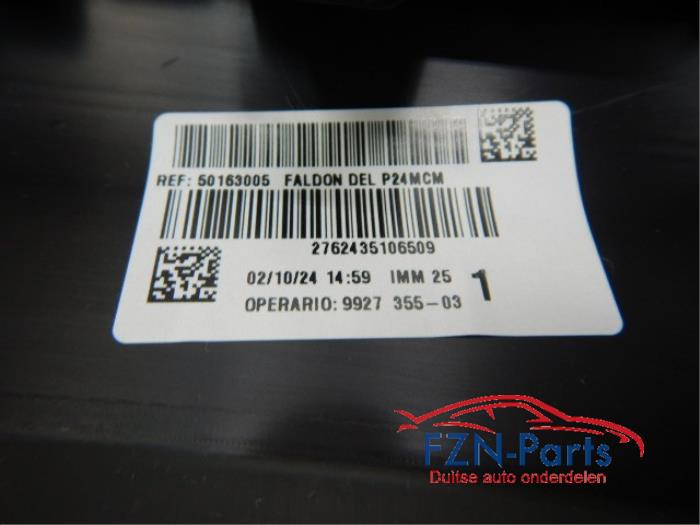 REF: 50163005 FALDON DEL P24MCM
2762435106509
02/10/24 14:59 IMM 25 1
OPERARIO: 9927 355-03
FZN-Parts
Duitse auto onderdelen